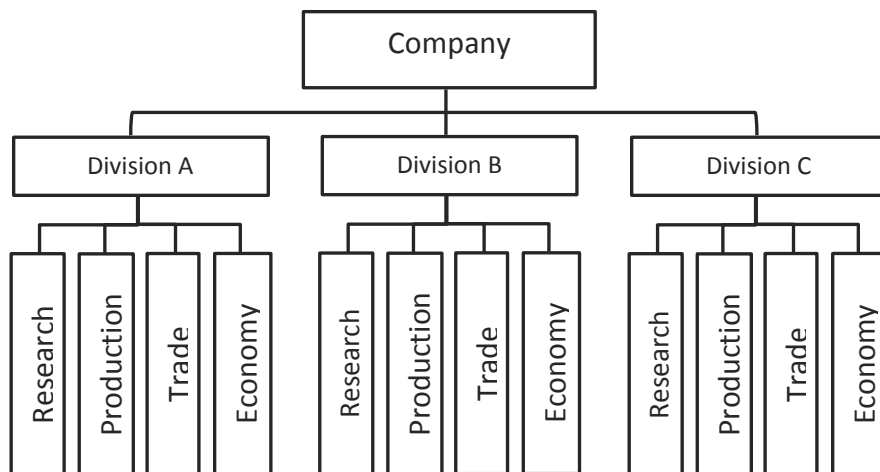 Company
Division A
Division B
Division C
Research
Production
Trade
Economy
Research
Production
Trade
Economy
Research
Production
Trade
Economy